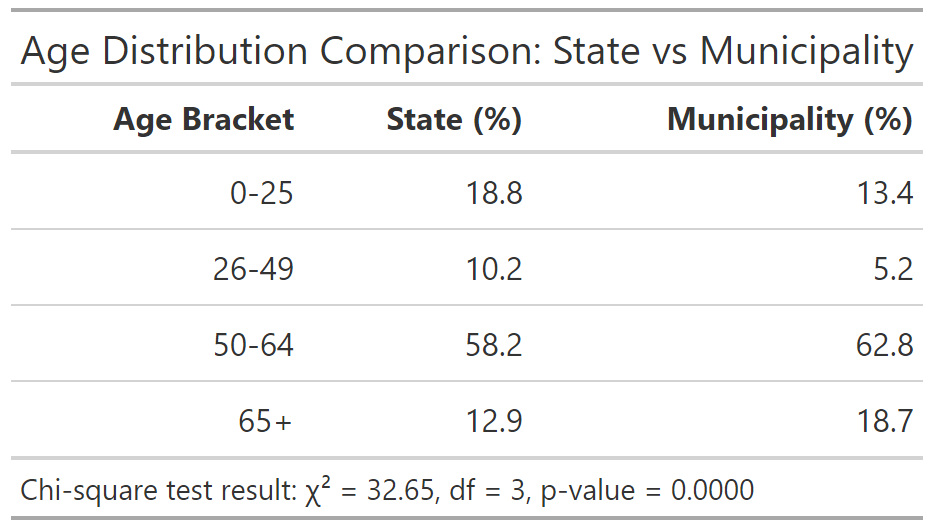 Age Distribution Comparison: State vs Municipality
Age Bracket State (%) Municipality (%)
0-25 18.8 13.4
26-49 10.2 5.2
50-64 58.2 62.8
65+ 12.9 18.7
Chi-square test result: χ² = 32.65, df = 3, p-value = 0.0000